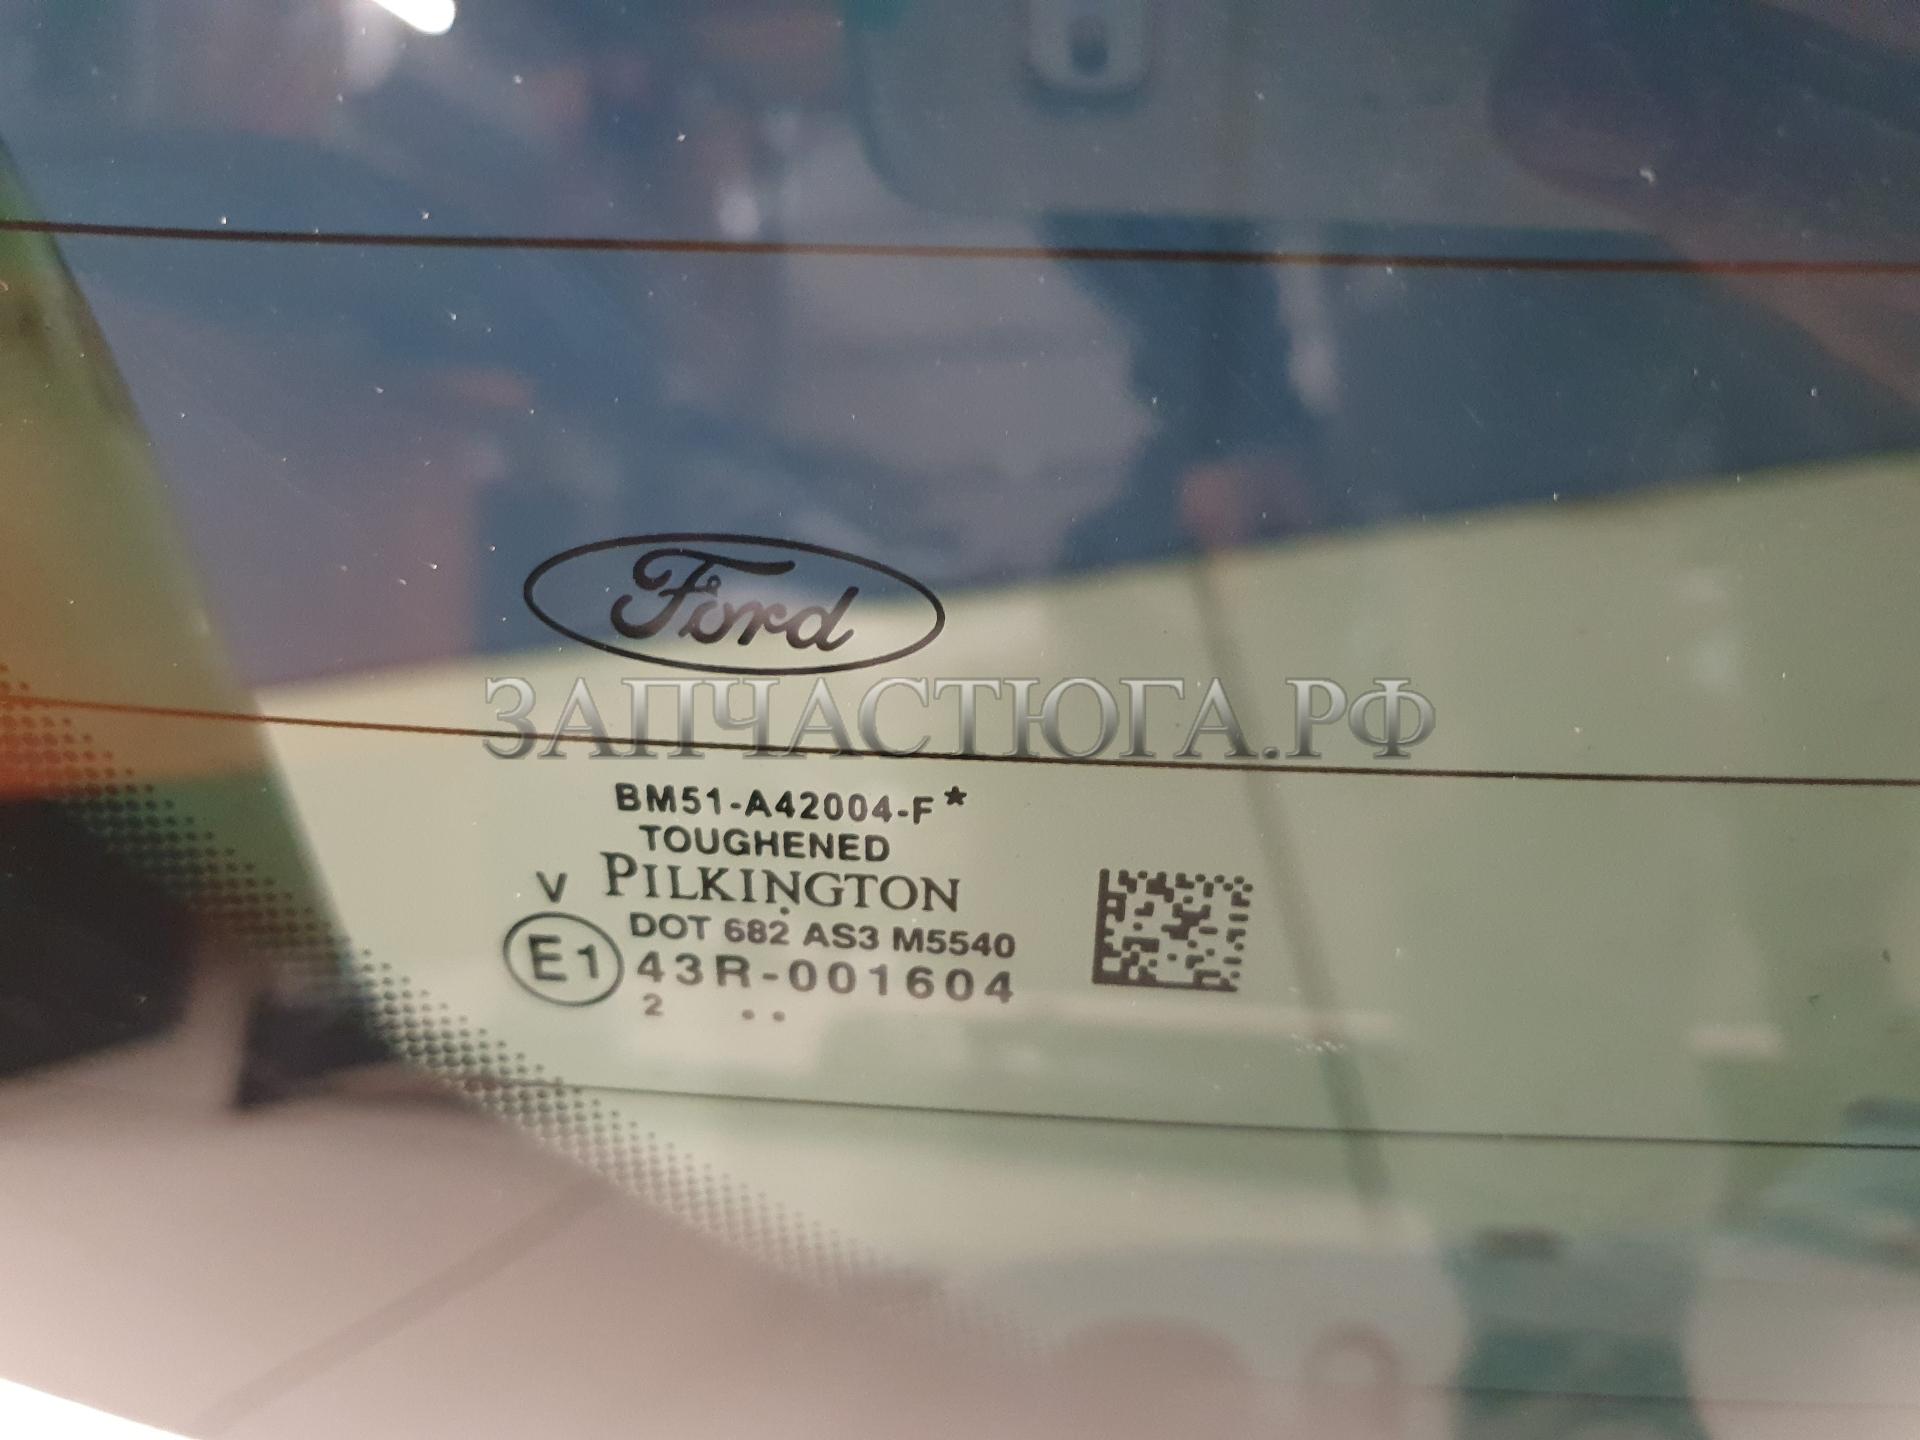 Ford
ЗАПЧАСТЮГА.РФ
BM51-A42004-F*
TOUGHENED
V PILKINGTON
DOT 682 AS3 M5540
E1 43R-001604
2 ..